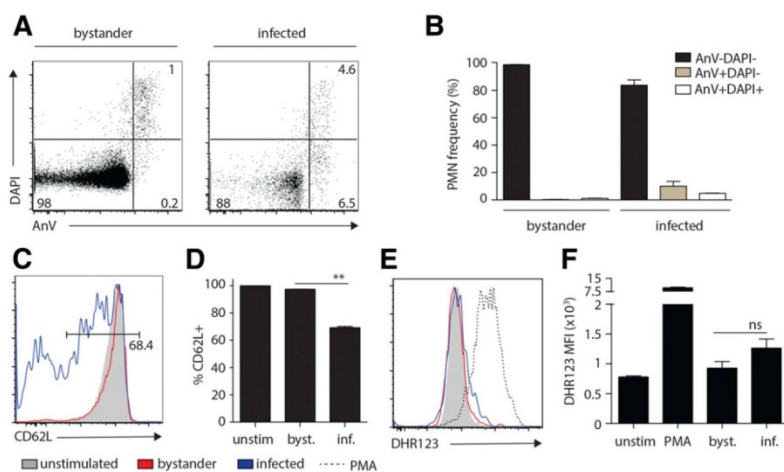 A
bystander
infected
1
4.6
DAPI
98
0.2
88
6.5
AnV
B
PMN frequency (%)
100
80
60
40
20
0
AnV-DAPI-
AnV+DAPI-
AnV+DAPI+
bystander
infected
C
68.4
CD62L
D
% CD62L+
100
80
60
40
20
0
**
unstim
byst.
inf.
E
DHR123
F
DHR123 MFI (x10³)
15
7.5
2
1.5
1
0.5
0
ns
unstim
PMA
byst.
inf.
unstimulated
bystander
infected
PMA